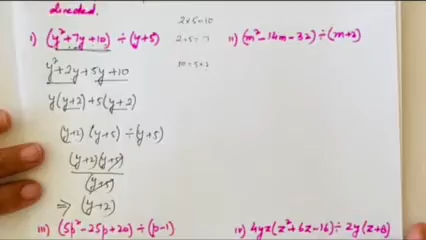 directed.
i) (y²+7y+10) ÷ (y+5)
y²+2y+5y+10
y(y+2)+5(y+2)
(y+2)(y+5) ÷ (y+5)
(y+2)(y+5)
(y+5)
⇒ (y+2)
2×5=10
2+5=7
ii) (m²-14m-32) ÷ (m+2)
iii) (5p²-25p+20) ÷ (p-1)
iv) 4yz(z²+6z-16) ÷ 2y(z+8)